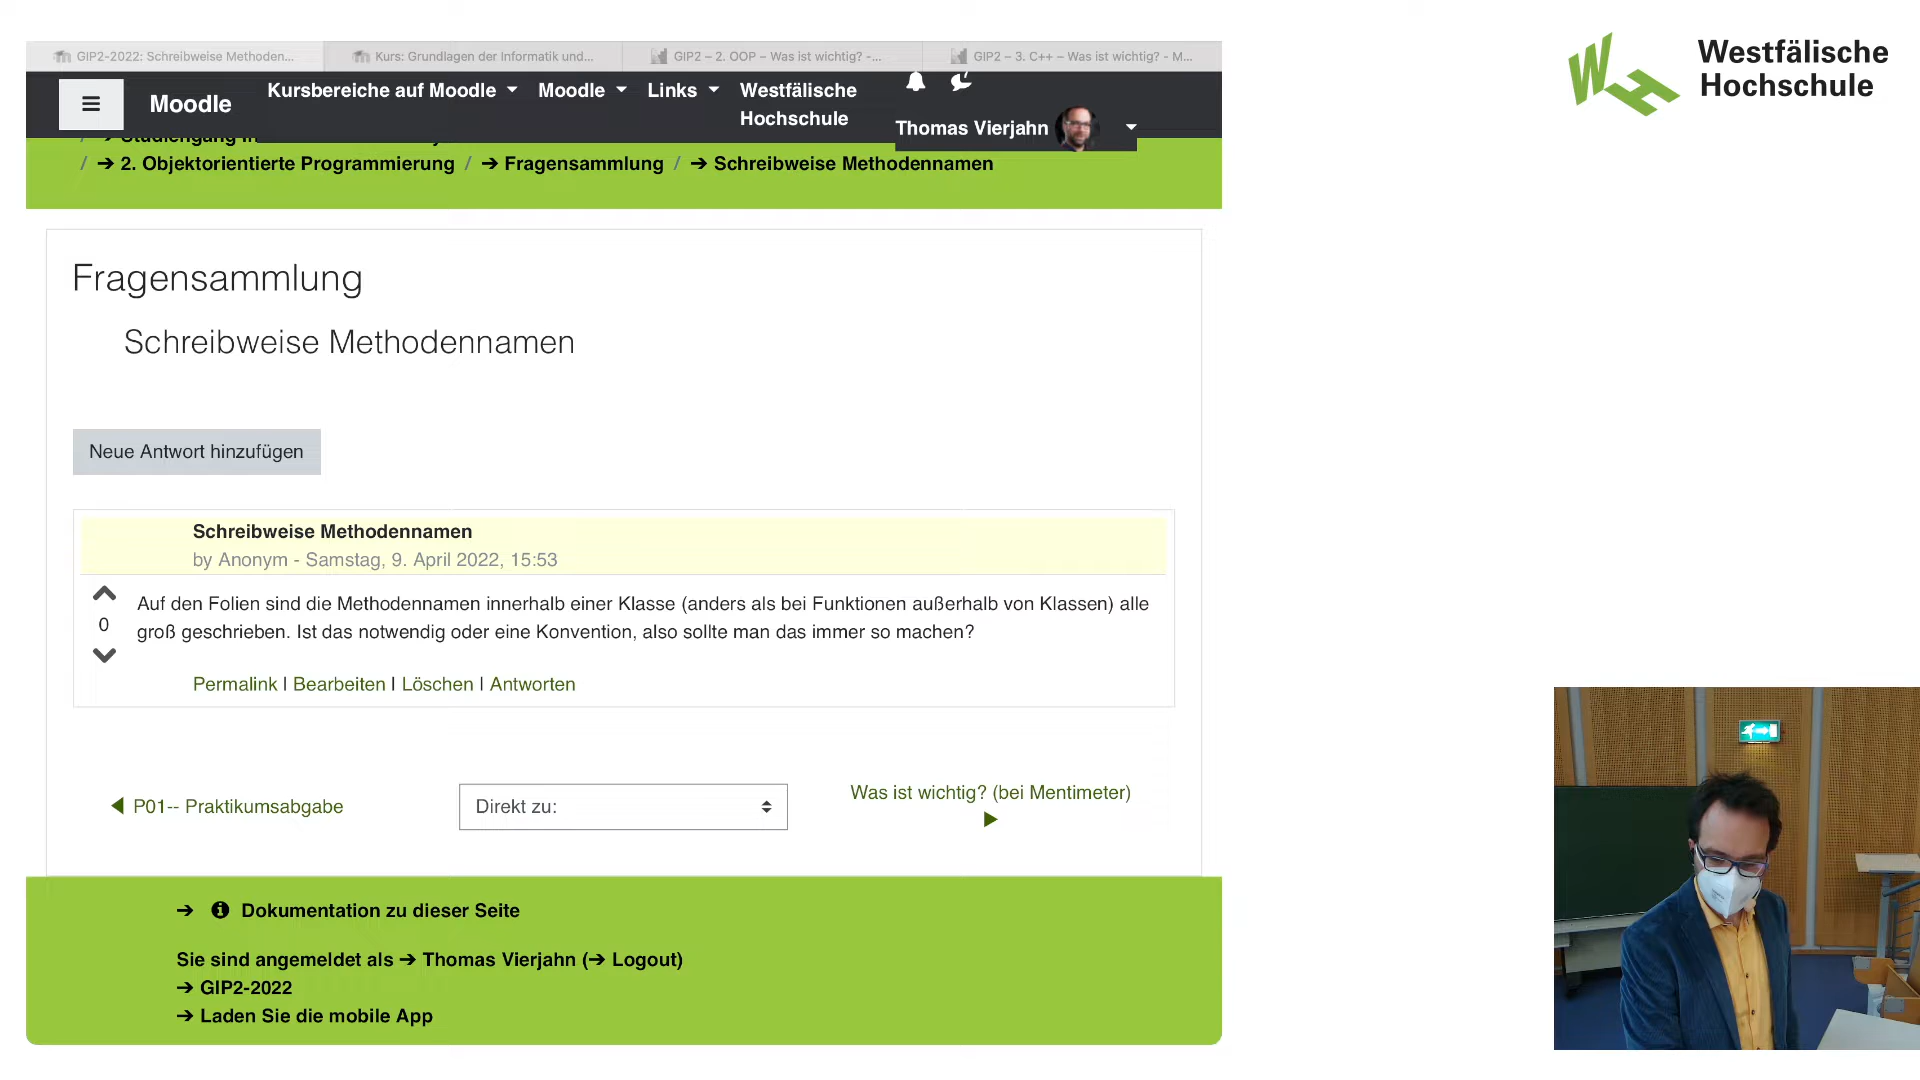 GIP2-2022: Schreibweise Methoden...
Kurs: Grundlagen der Informatik und...
GIP2 – 2. OOP – Was ist wichtig? -...
GIP2 – 3. C++ – Was ist wichtig? - M...
Westfälische
Hochschule
Moodle
Kursbereiche auf Moodle
Moodle
Links
Westfälische
Hochschule
Thomas Vierjahn
/ → 2. Objektorientierte Programmierung / → Fragensammlung / → Schreibweise Methodennamen
Fragensammlung
Schreibweise Methodennamen
Neue Antwort hinzufügen
Schreibweise Methodennamen
by Anonym - Samstag, 9. April 2022, 15:53
0
Auf den Folien sind die Methodennamen innerhalb einer Klasse (anders als bei Funktionen außerhalb von Klassen) alle
groß geschrieben. Ist das notwendig oder eine Konvention, also sollte man das immer so machen?
Permalink | Bearbeiten | Löschen | Antworten
P01-- Praktikumsabgabe
Direkt zu:
Was ist wichtig? (bei Mentimeter)
→ Dokumentation zu dieser Seite
Sie sind angemeldet als → Thomas Vierjahn (→ Logout)
→ GIP2-2022
→ Laden Sie die mobile App